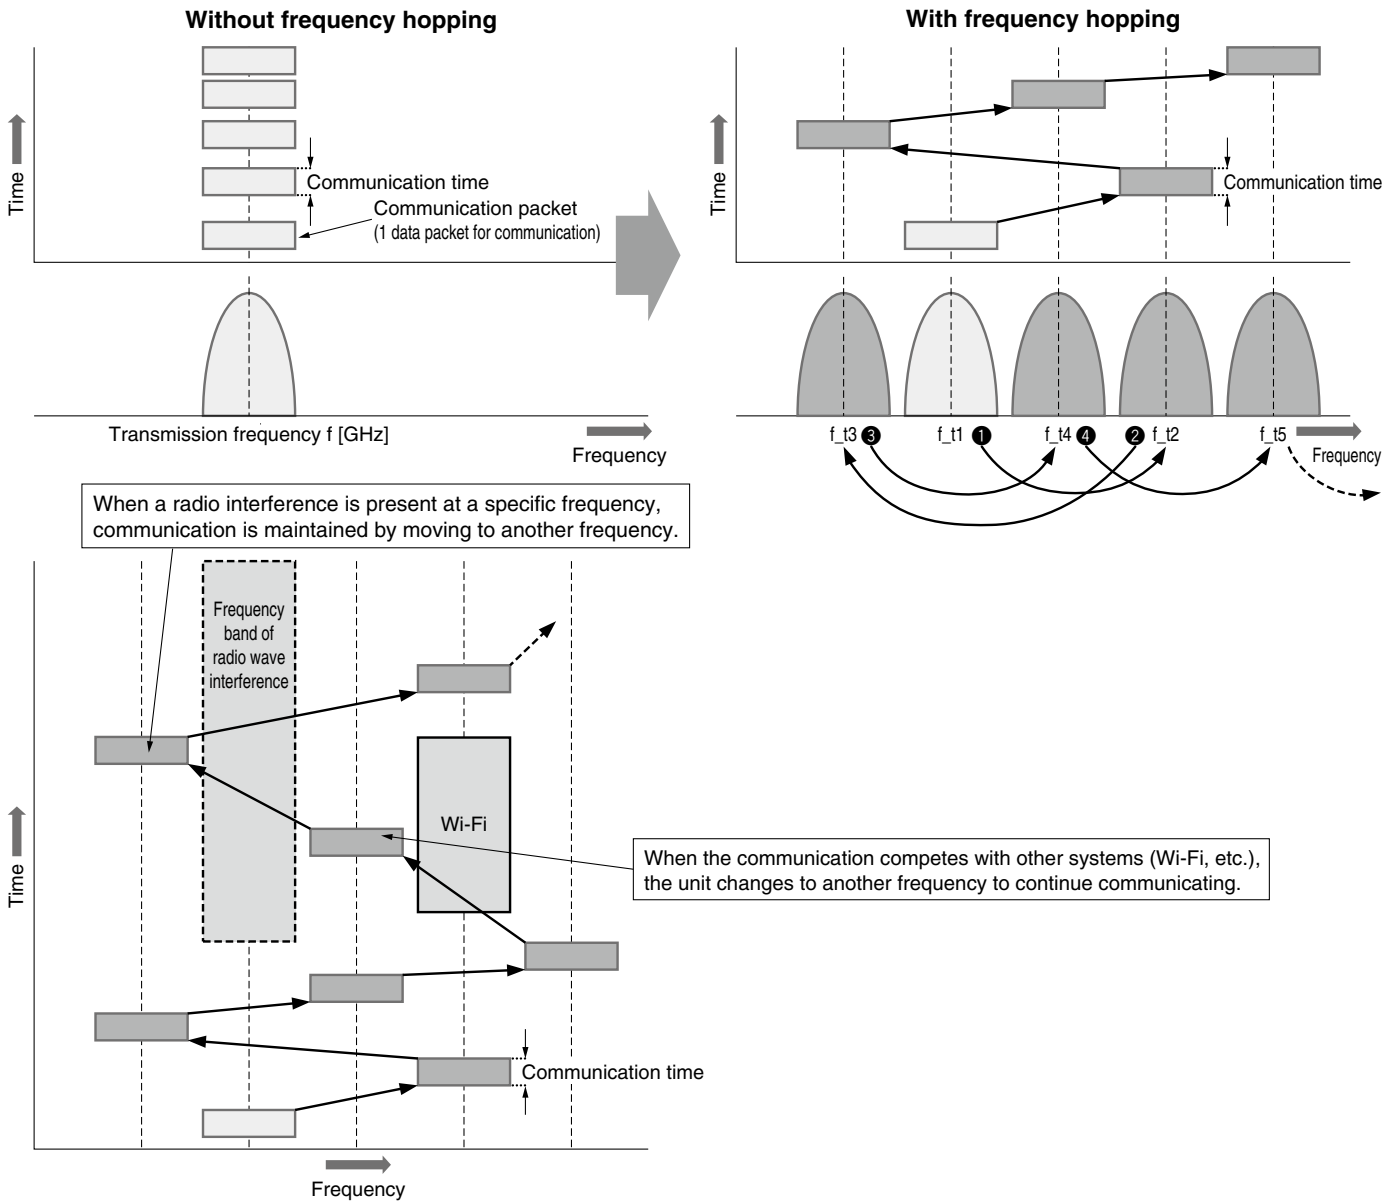 Without frequency hopping
Time
Communication time
Communication packet
(1 data packet for communication)
Transmission frequency f [GHz]
Frequency
With frequency hopping
Time
Communication time
f_t3 ❸ f_t1 ❶ f_t4 ❹ ❷ f_t2 f_t5
Frequency
When a radio interference is present at a specific frequency,
communication is maintained by moving to another frequency.
Frequency
band of
radio wave
interference
Wi-Fi
When the communication competes with other systems (Wi-Fi, etc.),
the unit changes to another frequency to continue communicating.
Time
Communication time
Frequency